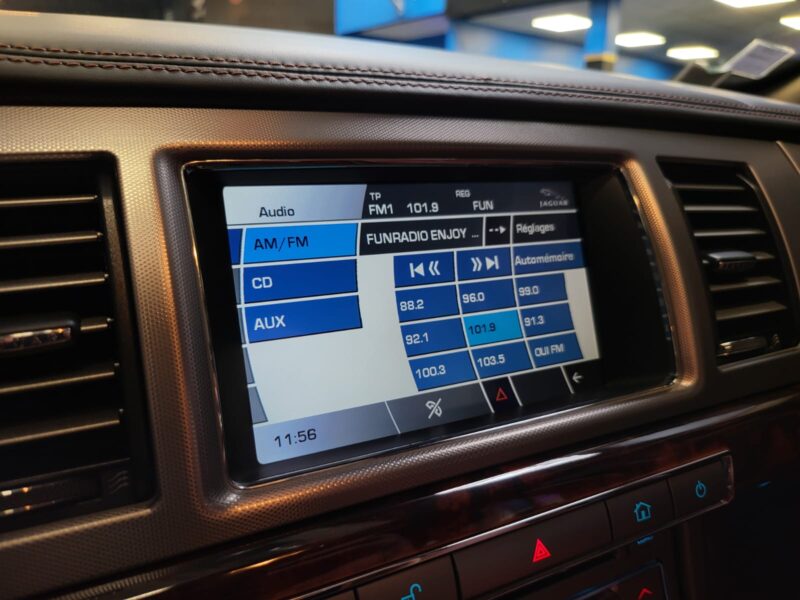 Audio
TP REG
FM1 101.9 FUN
JAGUAR
AM/FM
FUNRADIO ENJOY ...
Réglages
CD
Automémoire
AUX
88.2 96.0 99.0
92.1 101.9 91.3
100.3 103.5 OUI FM
11:56